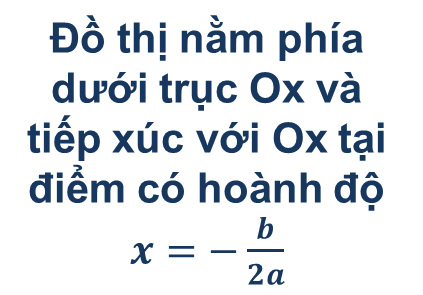 Đồ thị nằm phía
dưới trục Ox và
tiếp xúc với Ox tại
điểm có hoành độ
x = − b/2a